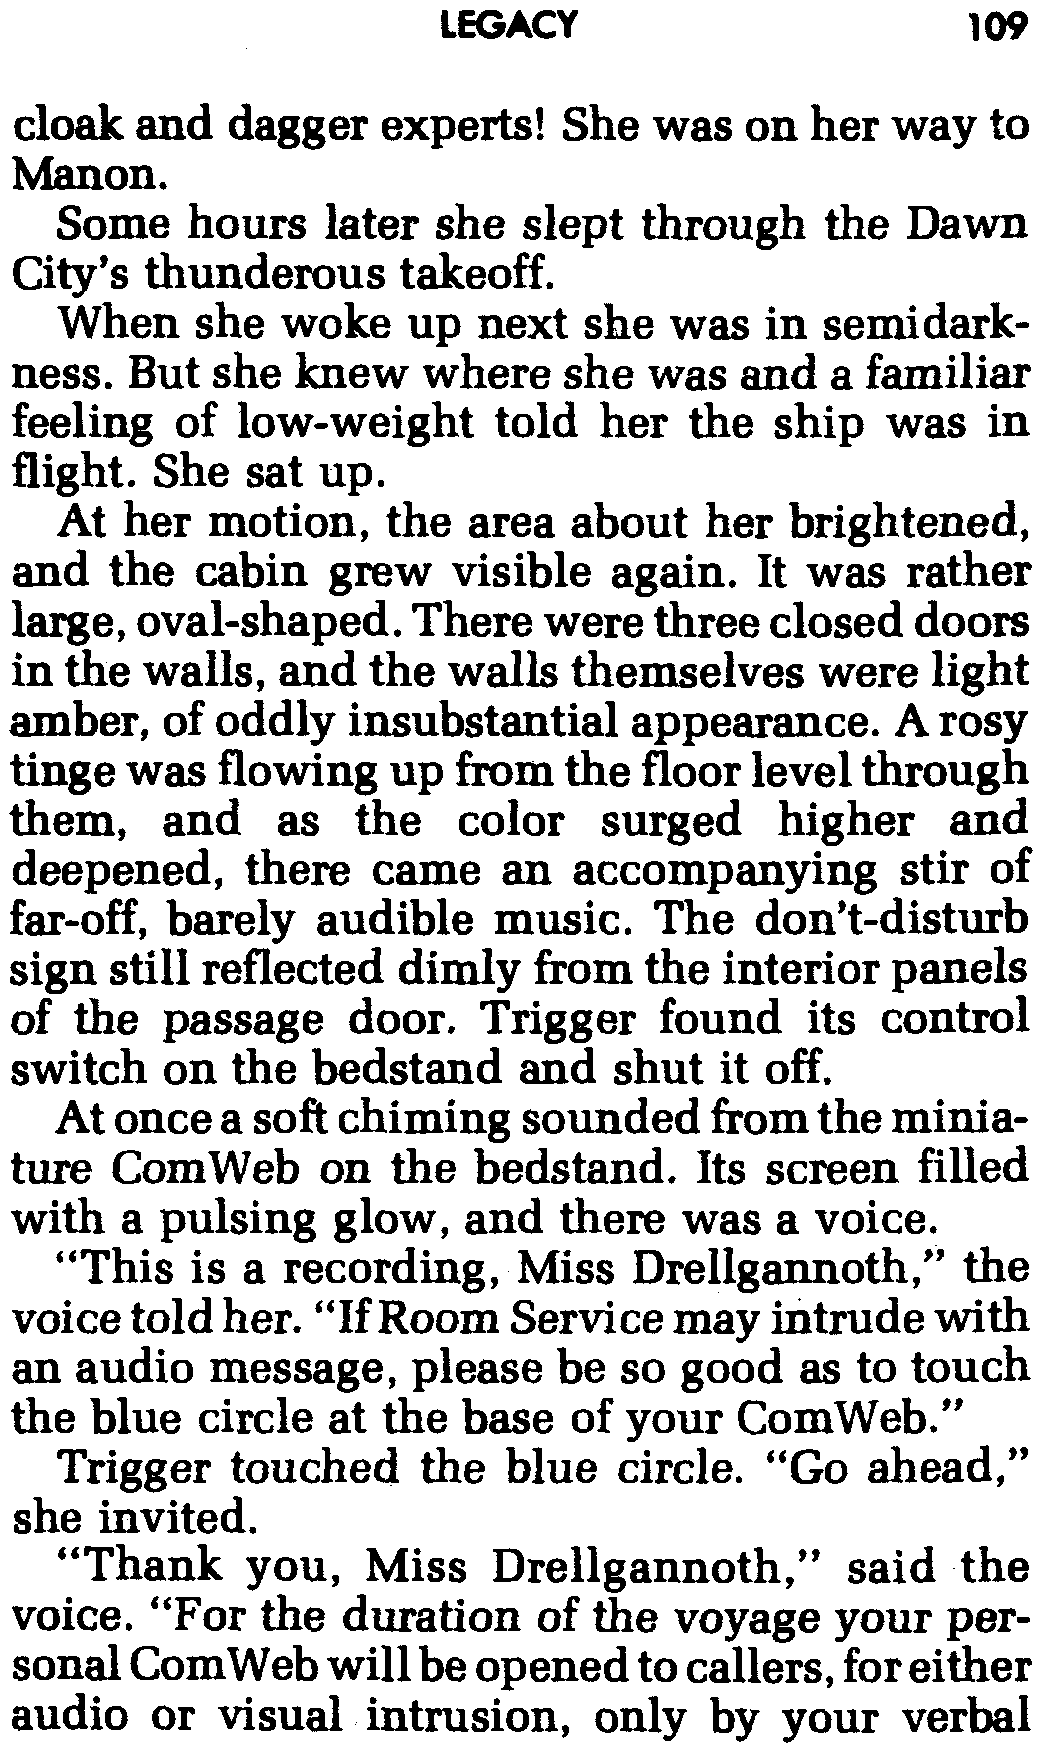 LEGACY 109
cloak and dagger experts! She was on her way to
Manon.
Some hours later she slept through the Dawn
City's thunderous takeoff.
When she woke up next she was in semidark-
ness. But she knew where she was and a familiar
feeling of low-weight told her the ship was in
flight. She sat up.
At her motion, the area about her brightened,
and the cabin grew visible again. It was rather
large, oval-shaped. There were three closed doors
in the walls, and the walls themselves were light
amber, of oddly insubstantial appearance. A rosy
tinge was flowing up from the floor level through
them, and as the color surged higher and
deepened, there came an accompanying stir of
far-off, barely audible music. The don't-disturb
sign still reflected dimly from the interior panels
of the passage door. Trigger found its control
switch on the bedstand and shut it off.
At once a soft chiming sounded from the minia-
ture ComWeb on the bedstand. Its screen filled
with a pulsing glow, and there was a voice.
"This is a recording, Miss Drellgannoth," the
voice told her. "If Room Service may intrude with
an audio message, please be so good as to touch
the blue circle at the base of your ComWeb."
Trigger touched the blue circle. "Go ahead,"
she invited.
"Thank you, Miss Drellgannoth," said the
voice. "For the duration of the voyage your per-
sonal ComWeb will be opened to callers, for either
audio or visual intrusion, only by your verbal